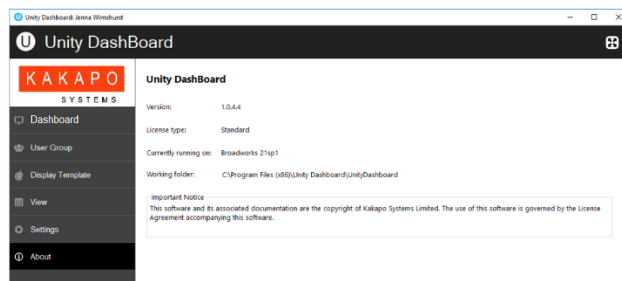 Unity Dashboard: Jenna Wimshurst
Unity DashBoard
KAKAPO
SYSTEMS
Dashboard
User Group
Display Template
View
Settings
About
Unity DashBoard
Version: 1.0.4.4
License type: Standard
Currently running on: Broadworks 21sp1
Working folder: C:\Program Files (x86)\Unity Dashboard\UnityDashboard
Important Notice
This software and its associated documentation are the copyright of Kakapo Systems Limited. The use of this software is governed by the License
Agreement accompanying this software.